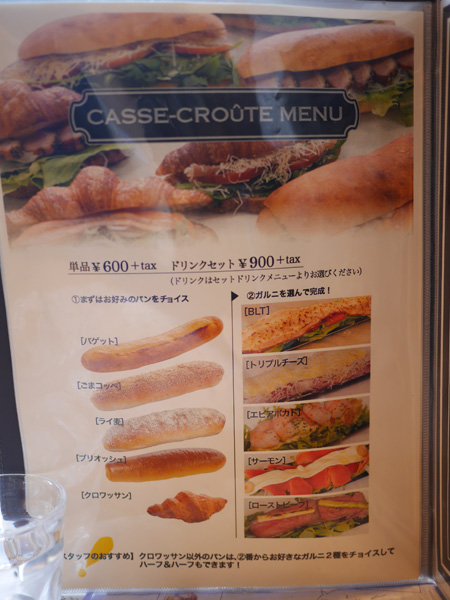 CASSE-CROÛTE MENU
単品￥600+tax ドリンクセット￥900+tax
(ドリンクはセットドリンクメニューよりお選びください)
①まずはお好みのパンをチョイス
[バゲット]
[ごまコッペ]
[ライ麦]
[ブリオッシュ]
[クロワッサン]
②ガルニを選んで完成！
[BLT]
[トリプルチーズ]
[エビアボカド]
[サーモン]
[ローストビーフ]
スタッフのおすすめ】クロワッサン以外のパンは、②番からお好きなガルニ2種をチョイスして
ハーフ&ハーフもできます！